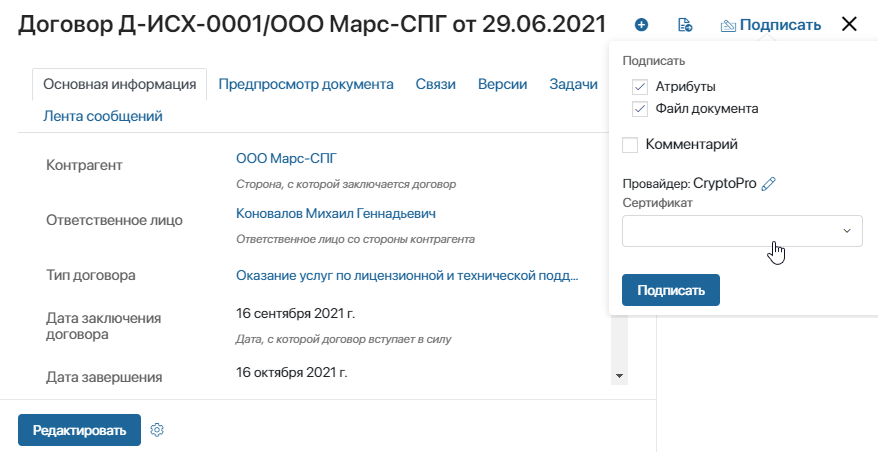 Договор Д-ИСХ-0001/ООО Марс-СПГ от 29.06.2021
Подписать
Основная информация
Предпросмотр документа
Связи
Версии
Задачи
Лента сообщений
Контрагент
ООО Марс-СПГ
Сторона, с которой заключается договор
Ответственное лицо
Коновалов Михаил Геннадьевич
Ответственное лицо со стороны контрагента
Тип договора
Оказание услуг по лицензионной и технической подд...
Дата заключения
договора
16 сентября 2021 г.
Дата, с которой договор вступает в силу
Дата завершения
16 октября 2021 г.
Редактировать
Подписать
Атрибуты
Файл документа
Комментарий
Провайдер: CryptoPro
Сертификат
Подписать